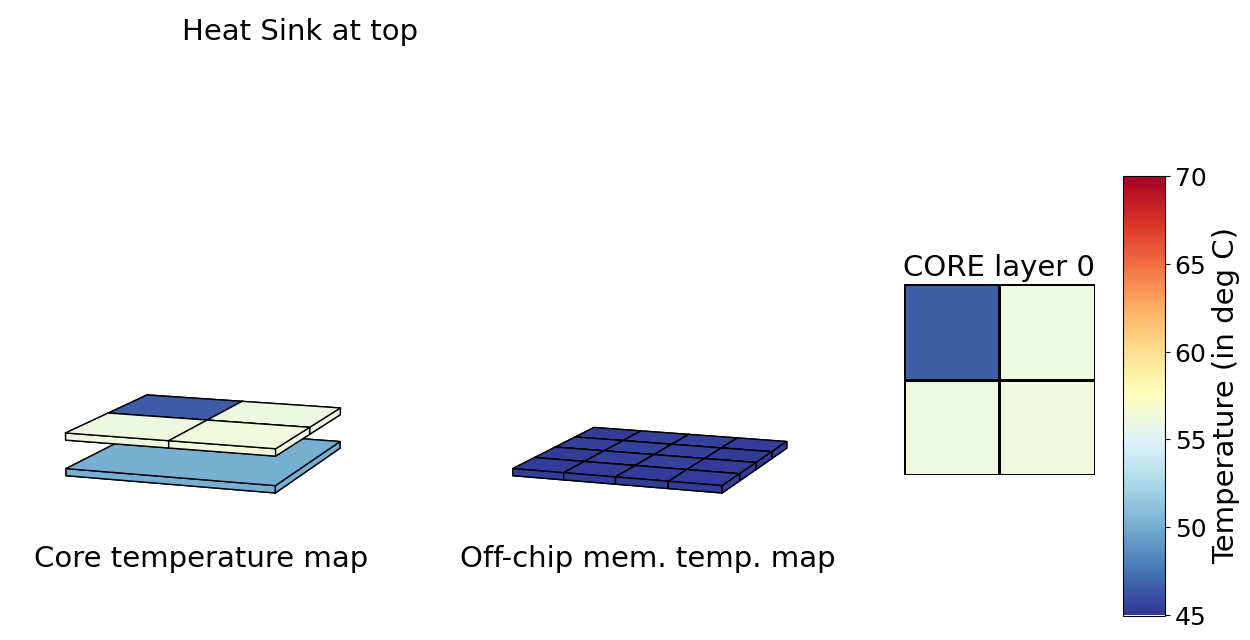 Heat Sink at top
CORE layer 0
70
65
60
55
50
45
Temperature (in deg C)
Core temperature map
Off-chip mem. temp. map